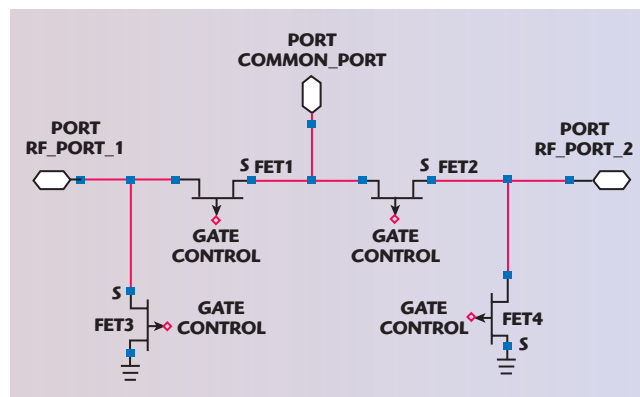 PORT
COMMON_PORT
PORT
RF_PORT_1
PORT
RF_PORT_2
S FET1
S FET2
GATE
CONTROL
GATE
CONTROL
S
FET3
GATE
CONTROL
GATE
CONTROL
FET4
S